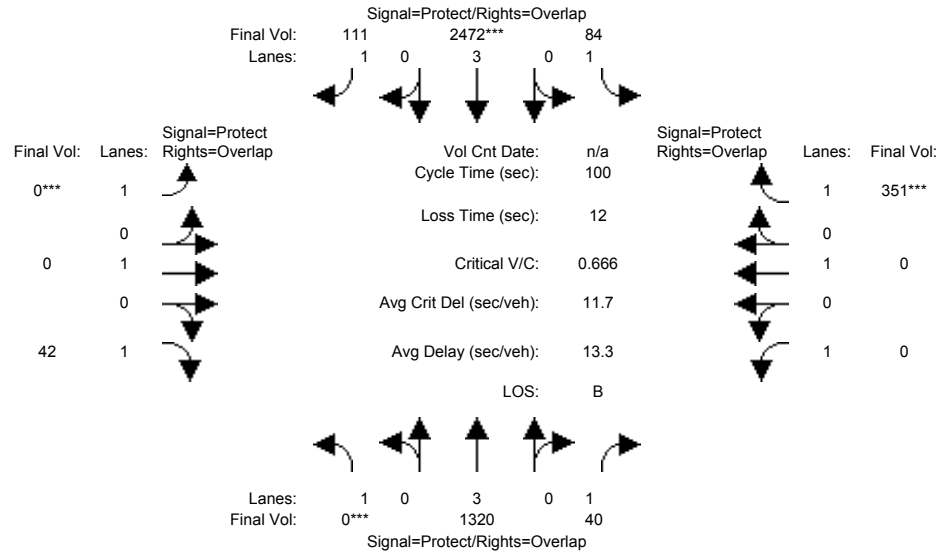 Signal=Protect/Rights=Overlap
Final Vol: 111 2472*** 84
Lanes: 1 0 3 0 1
Signal=Protect Signal=Protect
Final Vol: Lanes: Rights=Overlap Vol Cnt Date: n/a Rights=Overlap Lanes: Final Vol:
Cycle Time (sec): 100
0*** 1 1 351***
Loss Time (sec): 12
0 0
0 1 Critical V/C: 0.666 1 0
0 Avg Crit Del (sec/veh): 11.7 0
42 1 Avg Delay (sec/veh): 13.3 1 0
LOS: B
Lanes: 1 0 3 0 1
Final Vol: 0*** 1320 40
Signal=Protect/Rights=Overlap